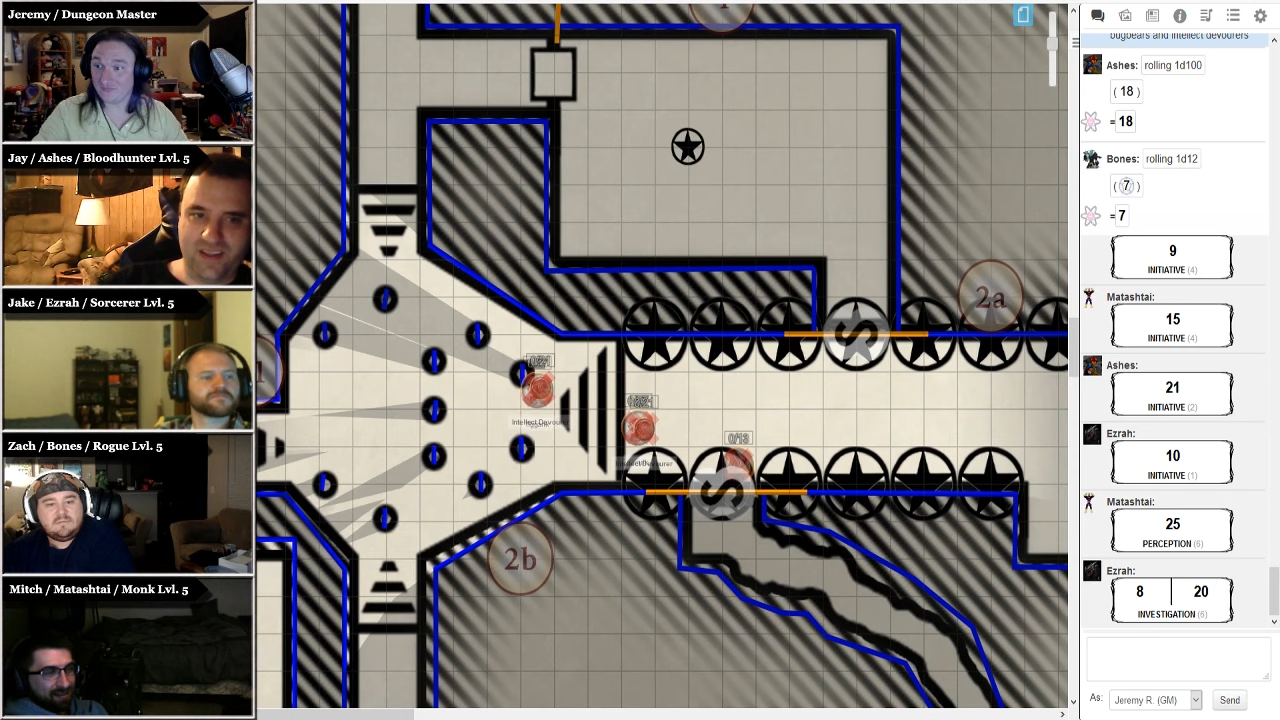 Jeremy / Dungeon Master
Jay / Ashes / Bloodhunter Lvl. 5
Jake / Ezrah / Sorcerer Lvl. 5
Zach / Bones / Rogue Lvl. 5
Mitch / Matashtai / Monk Lvl. 5
1
2a
S
Intellect Devourer
0/13
Intellect Devourer
S
2b
bugbears and intellect devourers
Ashes: rolling 1d100
( 18 )
= 18
Bones: rolling 1d12
( 7 )
= 7
9
INITIATIVE (4)
Matashtai:
15
INITIATIVE (4)
Ashes:
21
INITIATIVE (2)
Ezrah:
10
INITIATIVE (1)
Matashtai:
25
PERCEPTION (6)
Ezrah:
8 20
INVESTIGATION (6)
As: Jeremy R. (GM) Send